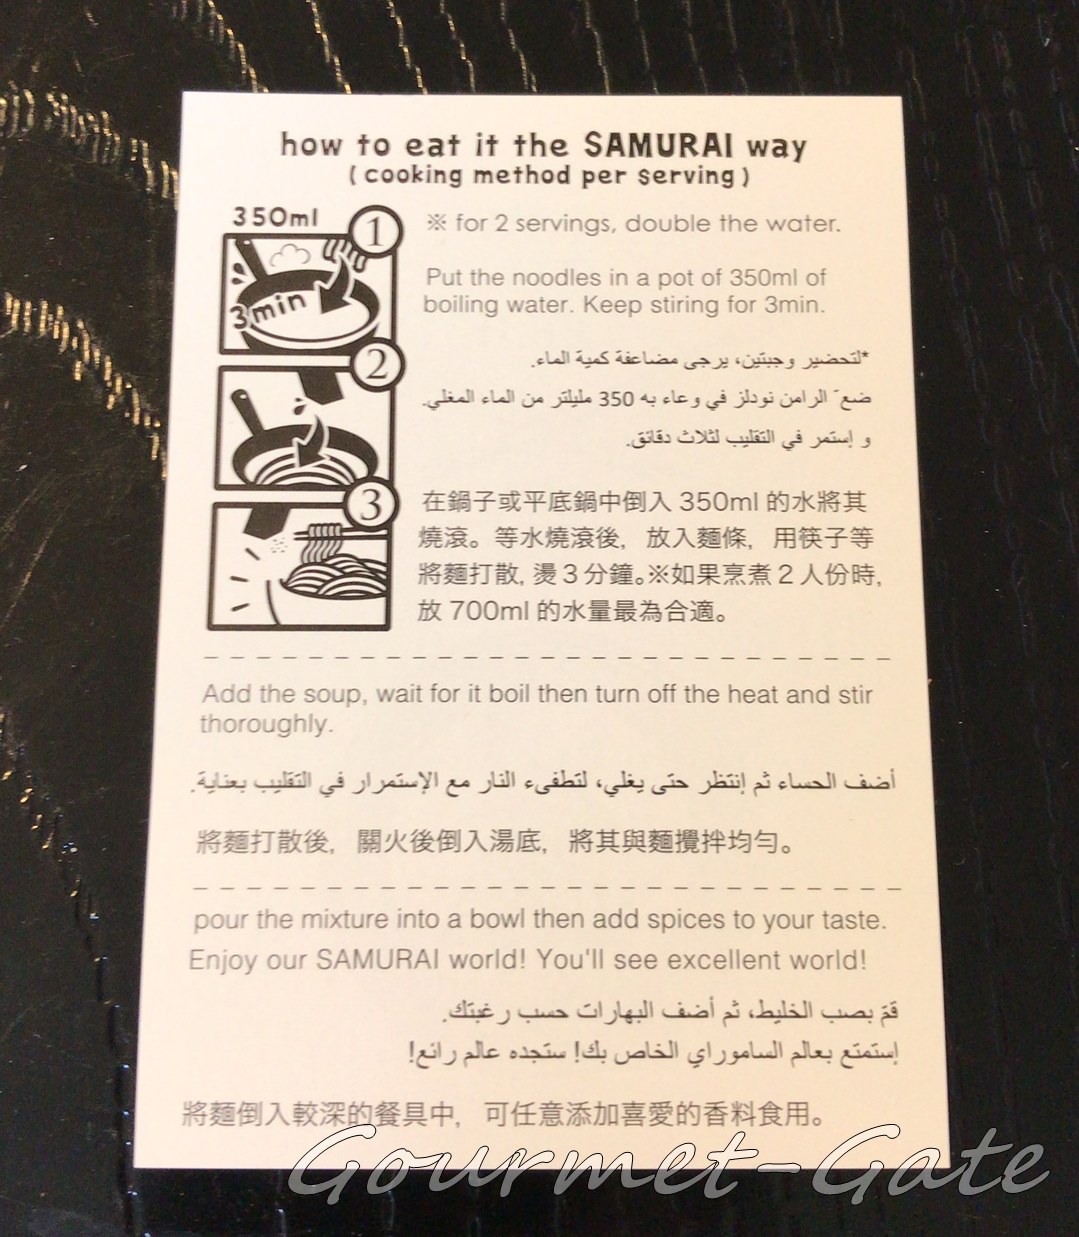 how to eat it the SAMURAI way
( cooking method per serving )
350ml
1
3min
2
3
※ for 2 servings, double the water.
Put the noodles in a pot of 350ml of
boiling water. Keep stiring for 3min.
*لتحضير وجبتين، يرجى مضاعفة كمية الماء.
ضع َ الرامن نودلز في وعاء به 350 مليلتر من الماء المغلي.
و إستمر في التقليب لثلاث دقائق.
在鍋子或平底鍋中倒入 350ml 的水將其
燒滾。等水燒滾後，放入麵條，用筷子等
將麵打散，燙３分鐘。※如果烹煮２人份時，
放 700ml 的水量最為合適。
Add the soup, wait for it boil then turn off the heat and stir
thoroughly.
أضف الحساء ثم إنتظر حتى يغلي، لتطفىء النار مع الإستمرار في التقليب بعناية.
將麵打散後，關火後倒入湯底，將其與麵攪拌均勻。
pour the mixture into a bowl then add spices to your taste.
Enjoy our SAMURAI world! You'll see excellent world!
قمّ بصب الخليط، ثم أضف البهارات حسب رغبتك.
إستمتع بعالم الساموراي الخاص بك! ستجده عالم رائع!
將麵倒入較深的餐具中，可任意添加喜愛的香料食用。
Gourmet-Gate